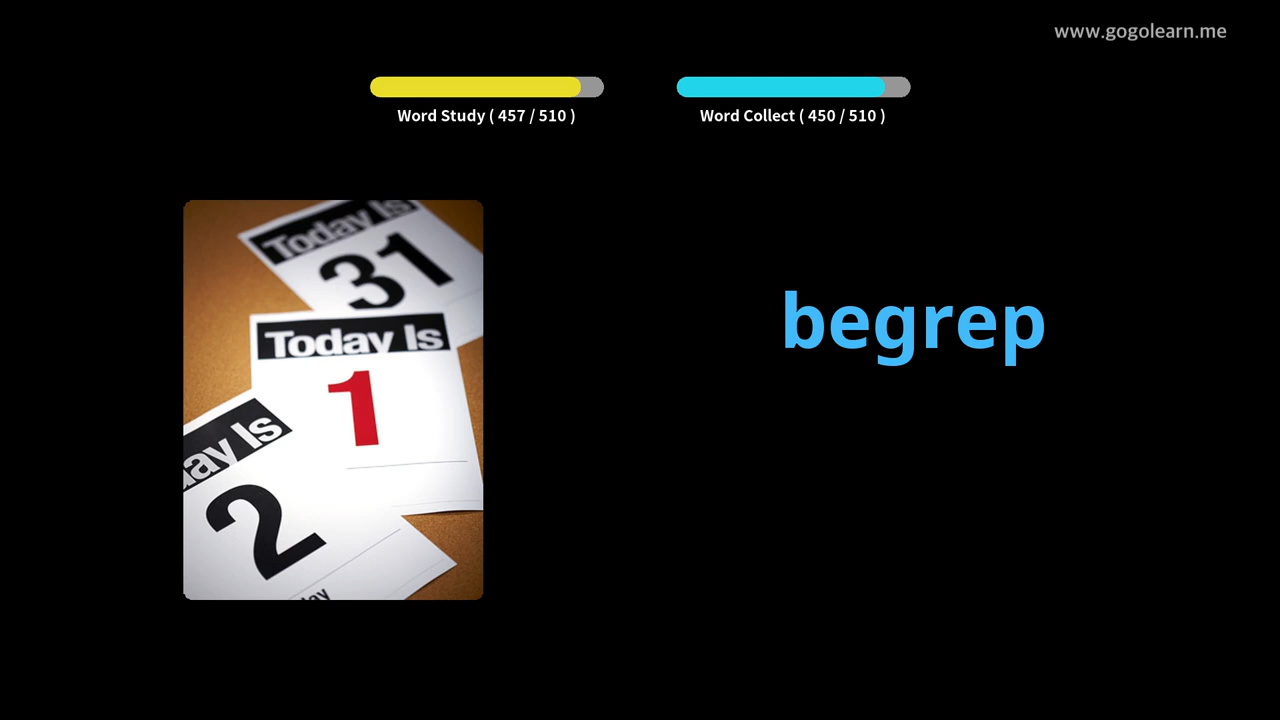 www.gogolearn.me
Word Study ( 457 / 510 )
Word Collect ( 450 / 510 )
Today Is
31
Today Is
1
ay Is
2
begrep